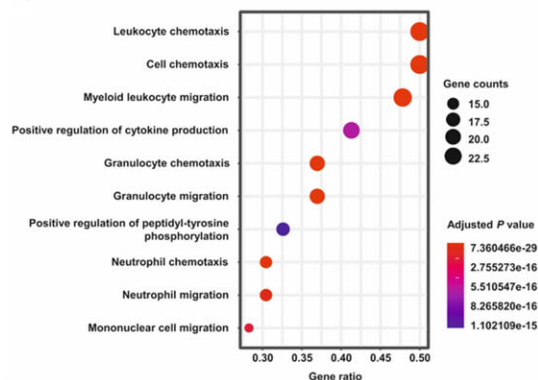 Leukocyte chemotaxis
Cell chemotaxis
Myeloid leukocyte migration
Positive regulation of cytokine production
Granulocyte chemotaxis
Granulocyte migration
Positive regulation of peptidyl-tyrosine
phosphorylation
Neutrophil chemotaxis
Neutrophil migration
Mononuclear cell migration
0.30 0.35 0.40 0.45 0.50
Gene ratio
Gene counts
15.0
17.5
20.0
22.5
Adjusted P value
7.360466e-29
2.755273e-16
5.510547e-16
8.265820e-16
1.102109e-15